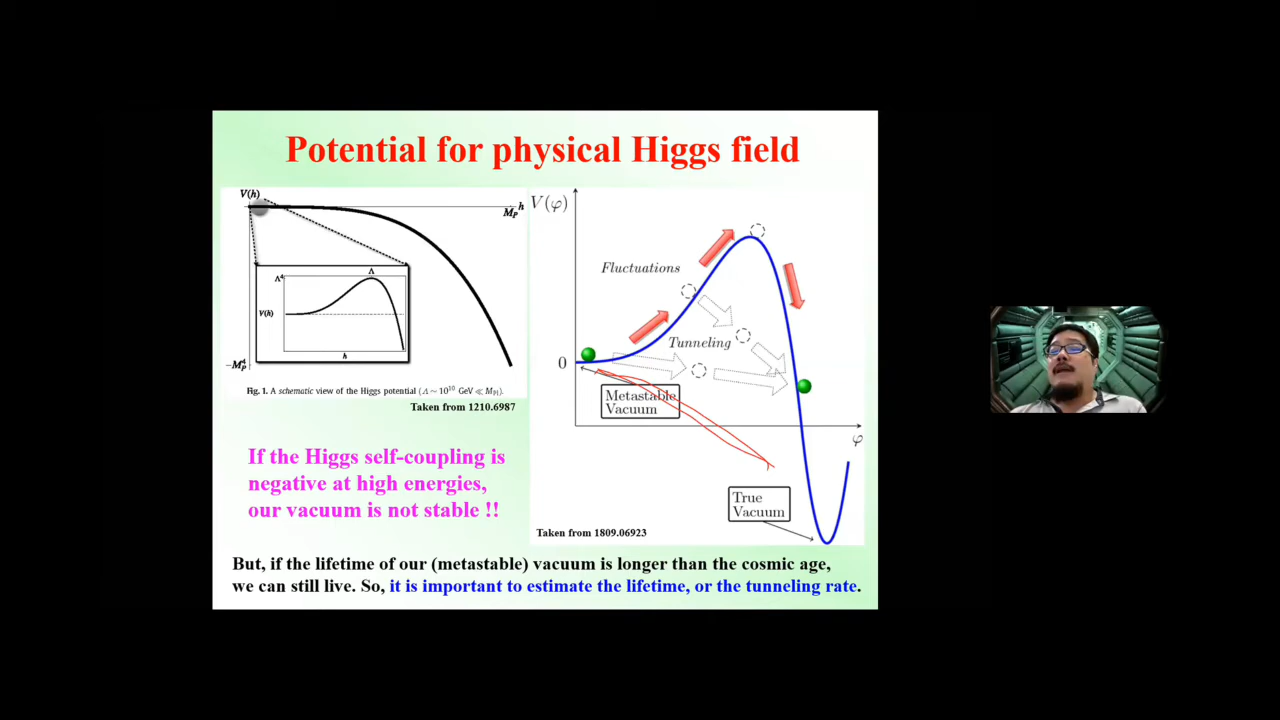 Potential for physical Higgs field
V(h)
h
M_P
Λ⁴
Λ
V(h)
h
−M_P⁴
Fig. 1. A schematic view of the Higgs potential (Λ ~ 10¹⁰ GeV ≪ M_Pl).
Taken from 1210.6987
V(φ)
Fluctuations
Tunneling
0
Metastable
Vacuum
φ
True
Vacuum
Taken from 1809.06923
If the Higgs self-coupling is
negative at high energies,
our vacuum is not stable !!
But, if the lifetime of our (metastable) vacuum is longer than the cosmic age,
we can still live. So, it is important to estimate the lifetime, or the tunneling rate.